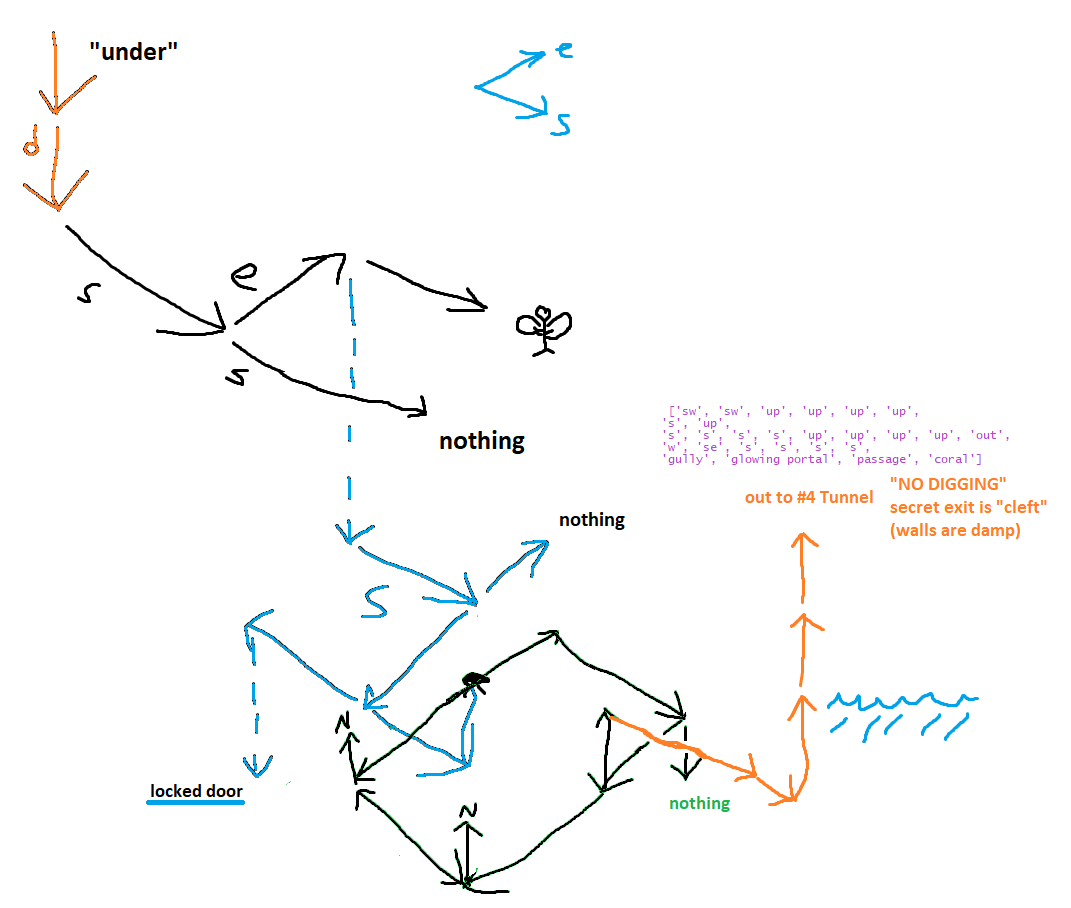 "under"
e
s
d
s
e
s
nothing
['sw', 'sw', 'up', 'up', 'up', 'up',
's', 'up',
's', 's', 's', 's', 'up', 'up', 'up', 'up', 'out',
'w', 'se', 's', 's', 's', 's',
'gully', 'glowing portal', 'passage', 'coral']
out to #4 Tunnel
"NO DIGGING"
secret exit is "cleft"
(walls are damp)
nothing
S
N
locked door
nothing
N